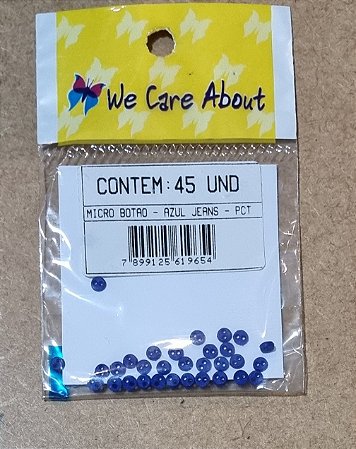 We Care About
CONTEM: 45 UND
MICRO BOTAO - AZUL JEANS - PCT
7 899125 619654